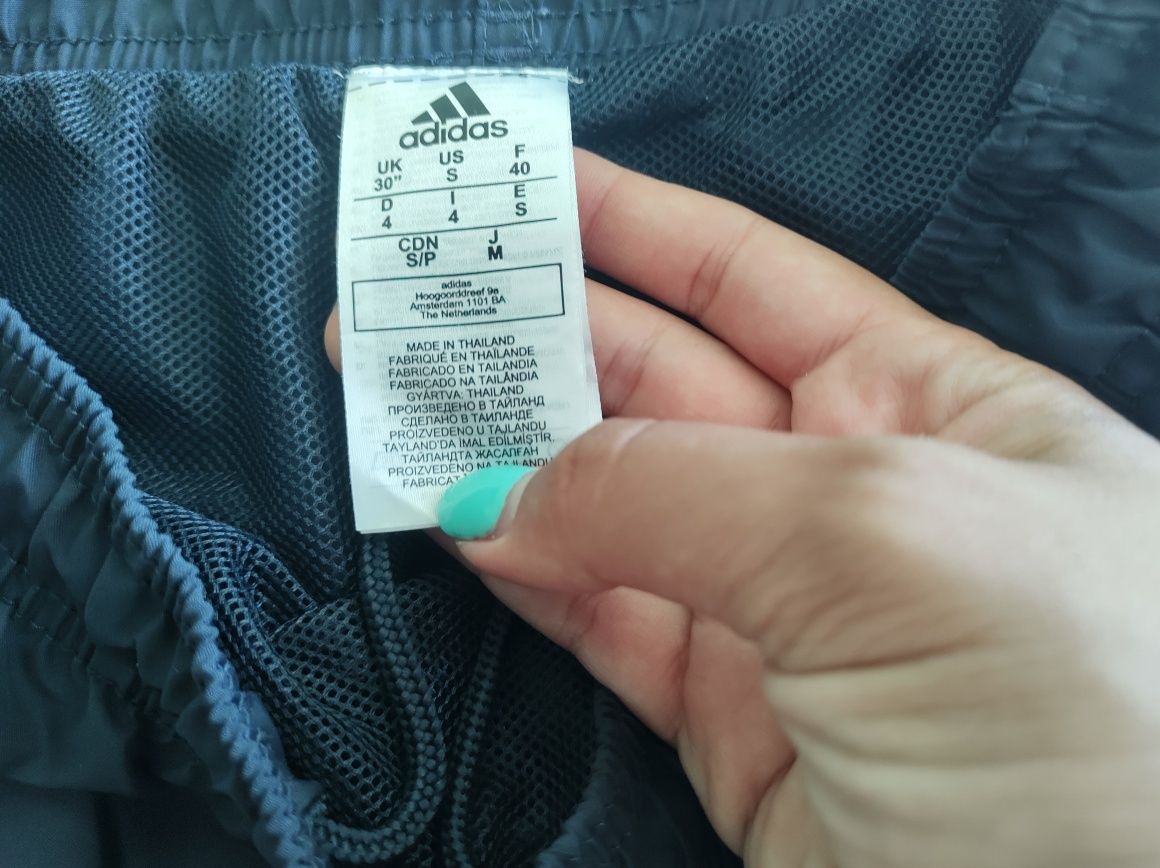 adidas
UK US F
30" S 40
D I E
4 4 S
CDN J
S/P M
adidas
Hoogoorddreef 9a
Amsterdam 1101 BA
The Netherlands
MADE IN THAILAND
FABRIQUÉ EN THAÏLANDE
FABRICADO EN TAILANDIA
FABRICADO NA TAILÂNDIA
GYÁRTVA: THAILAND
ПРОИЗВЕДЕНО В ТАЙЛАНД
СДЕЛАНО В ТАИЛАНДЕ
PROIZVEDENO U TAJLANDU
TAYLAND'DA İMAL EDİLMİŞTİR.
ТАЙЛАНДТА ЖАСАЛҒАН
PROIZVEDENO NA TAJLANDU